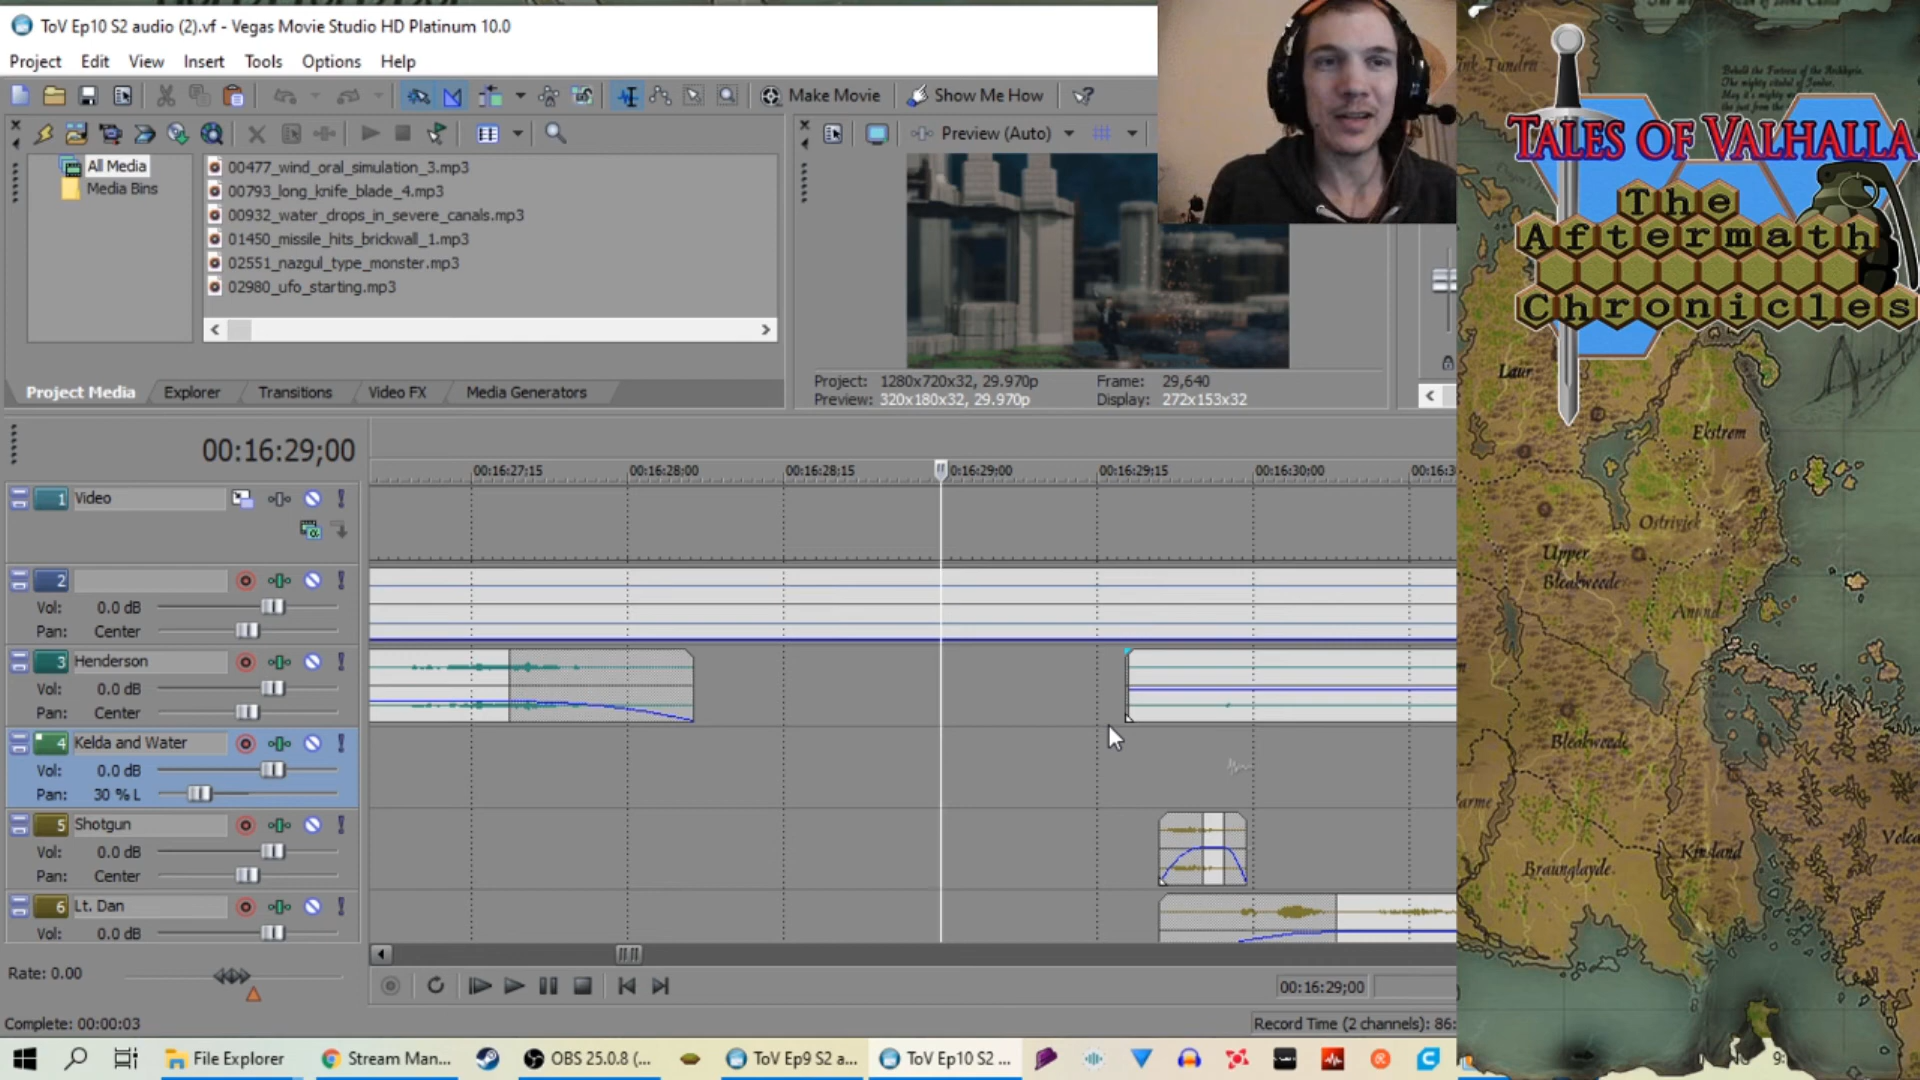 ToV Ep10 S2 audio (2).vf - Vegas Movie Studio HD Platinum 10.0
Project Edit View Insert Tools Options Help
Make Movie Show Me How
Preview (Auto)
All Media
Media Bins
00477_wind_oral_simulation_3.mp3
00793_long_knife_blade_4.mp3
00932_water_drops_in_severe_canals.mp3
01450_missile_hits_brickwall_1.mp3
02551_nazgul_type_monster.mp3
02980_ufo_starting.mp3
Project Media Explorer Transitions Video FX Media Generators
Project: 1280x720x32, 29.970p Frame: 29,640
Preview: 320x180x32, 29.970p Display: 272x153x32
00:16:29;00
00:16:27:15 00:16:28:00 00:16:28:15 0:16:29:00 00:16:29:15 00:16:30:00 00:16:3
1 Video
2
Vol: 0.0 dB
Pan: Center
3 Henderson
Vol: 0.0 dB
Pan: Center
4 Kelda and Water
Vol: 0.0 dB
Pan: 30 % L
5 Shotgun
Vol: 0.0 dB
Pan: Center
6 Lt. Dan
Vol: 0.0 dB
Rate: 0.00
00:16:29;00
Complete: 00:00:03
Record Time (2 channels): 86:
File Explorer Stream Man... OBS 25.0.8 (... ToV Ep9 S2 a... ToV Ep10 S2 ...
TALES OF VALHALLA
The
Aftermath
Chronicles
Laur
Ekstrom
Ostrivich
Upper
Bleakwoode
Bleakwoode
Kinsland
Braunglayde